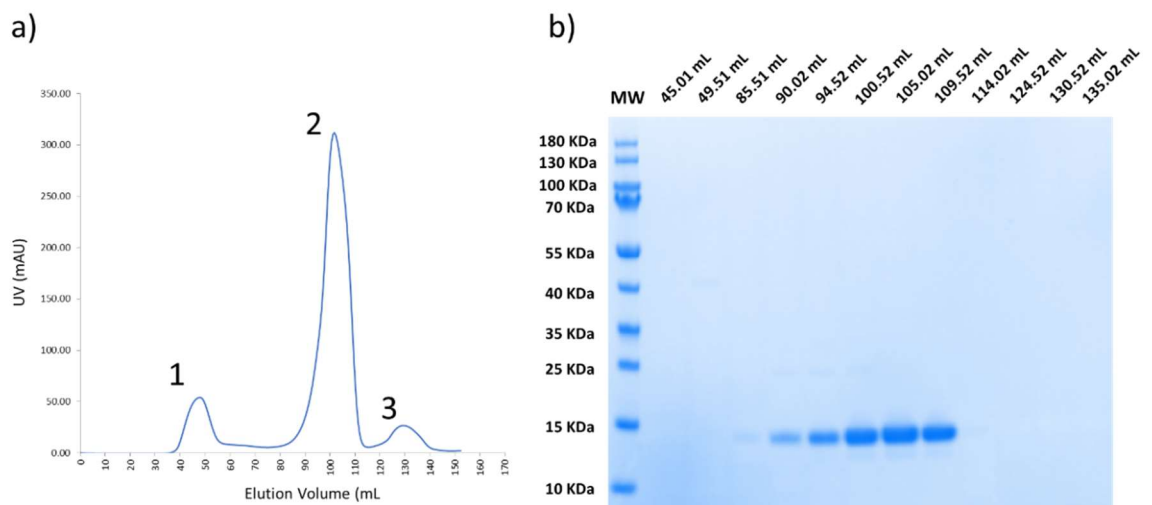 a)
350.00
300.00
250.00
200.00
150.00
100.00
50.00
0.00
UV (mAU)
1
2
3
0 10 20 30 40 50 60 70 80 90 100 110 120 130 140 150 160 170
Elution Volume (mL
b)
MW 45.01 mL 49.51 mL 85.51 mL 90.02 mL 94.52 mL 100.52 mL 105.02 mL 109.52 mL 114.02 mL 124.52 mL 130.52 mL 135.02 mL
180 KDa
130 KDa
100 KDa
70 KDa
55 KDa
40 KDa
35 KDa
25 KDa
15 KDa
10 KDa